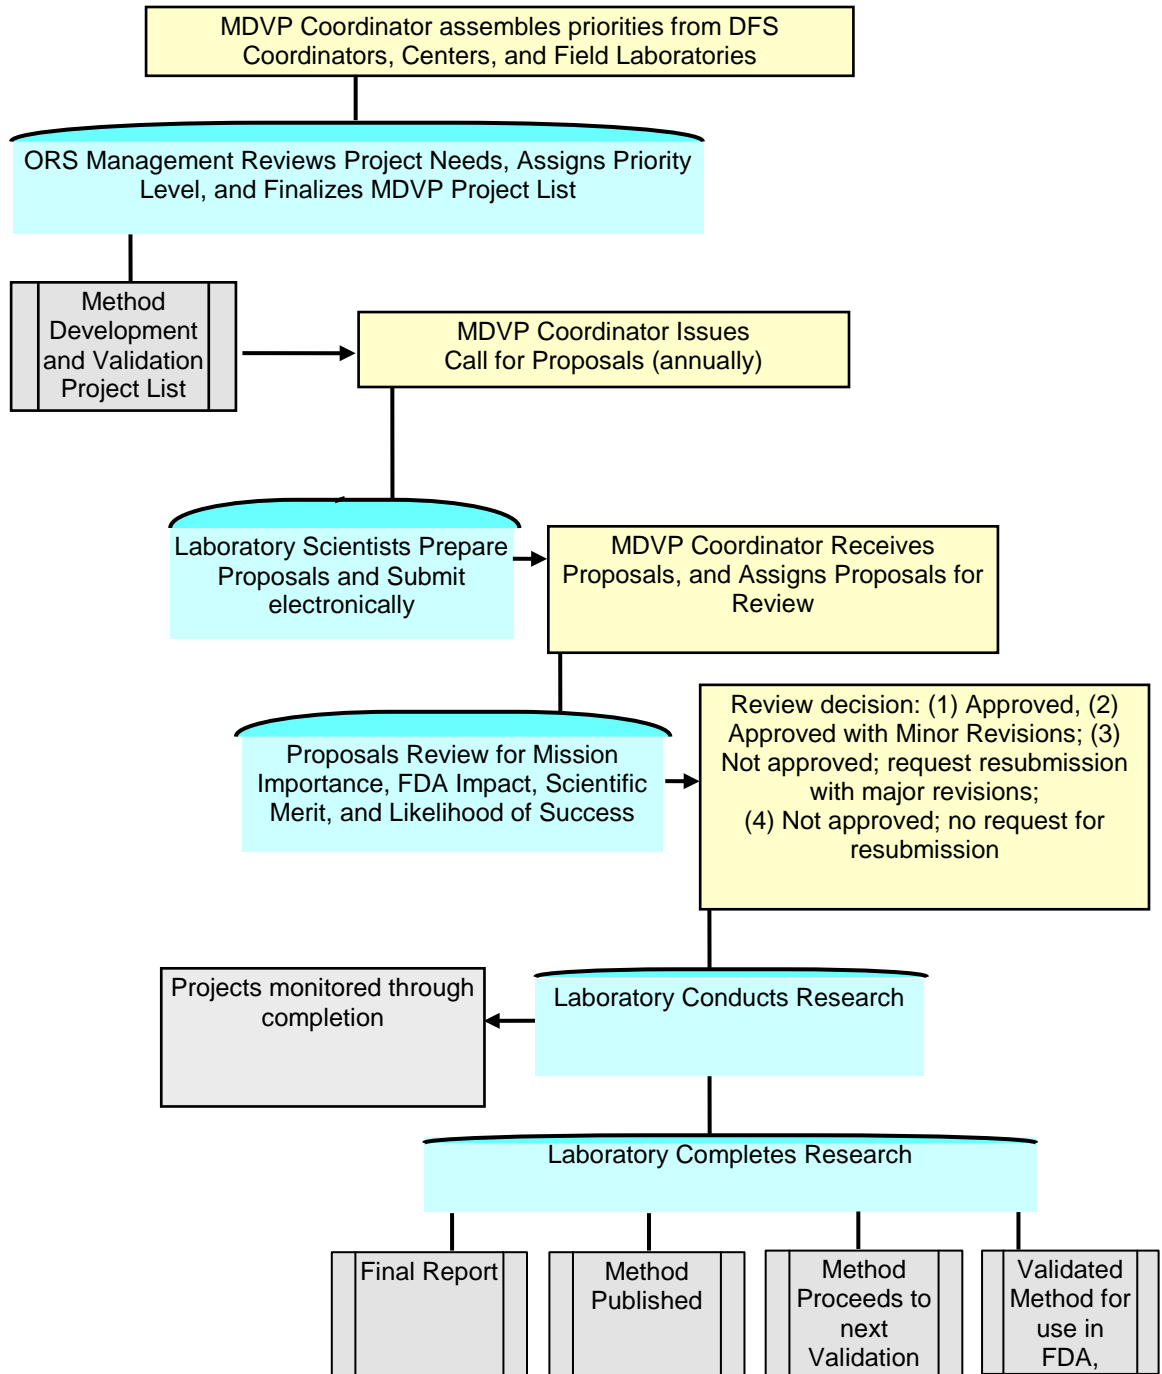 MDVP Coordinator assembles priorities from DFS
Coordinators, Centers, and Field Laboratories
ORS Management Reviews Project Needs, Assigns Priority
Level, and Finalizes MDVP Project List
Method
Development
and Validation
Project List
MDVP Coordinator Issues
Call for Proposals (annually)
Laboratory Scientists Prepare
Proposals and Submit
electronically
MDVP Coordinator Receives
Proposals, and Assigns Proposals for
Review
Proposals Review for Mission
Importance, FDA Impact, Scientific
Merit, and Likelihood of Success
Review decision: (1) Approved, (2)
Approved with Minor Revisions; (3)
Not approved; request resubmission
with major revisions;
(4) Not approved; no request for
resubmission
Projects monitored through
completion
Laboratory Conducts Research
Laboratory Completes Research
Final Report
Method
Published
Method
Proceeds to
next
Validation
Validated
Method for
use in
FDA,